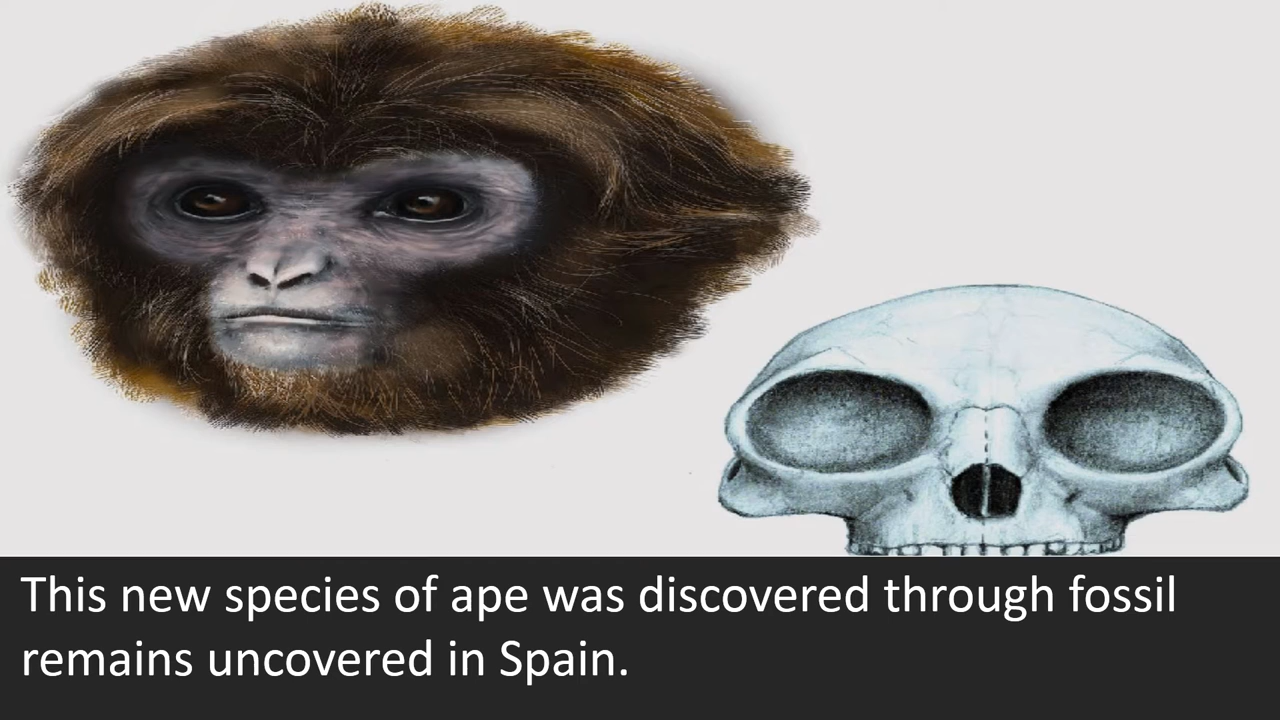 This new species of ape was discovered through fossil
remains uncovered in Spain.